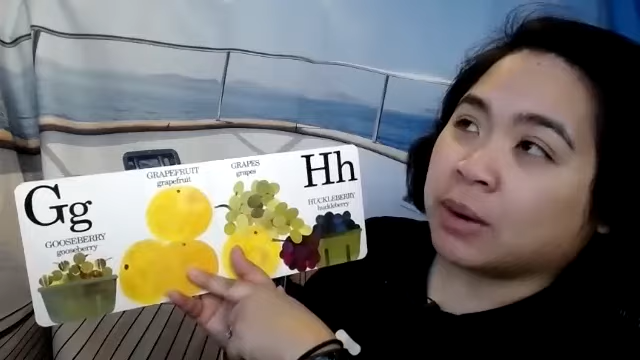 Gg
GOOSEBERRY
gooseberry
GRAPEFRUIT
grapefruit
GRAPES
grapes
Hh
HUCKLEBERRY
huckleberry